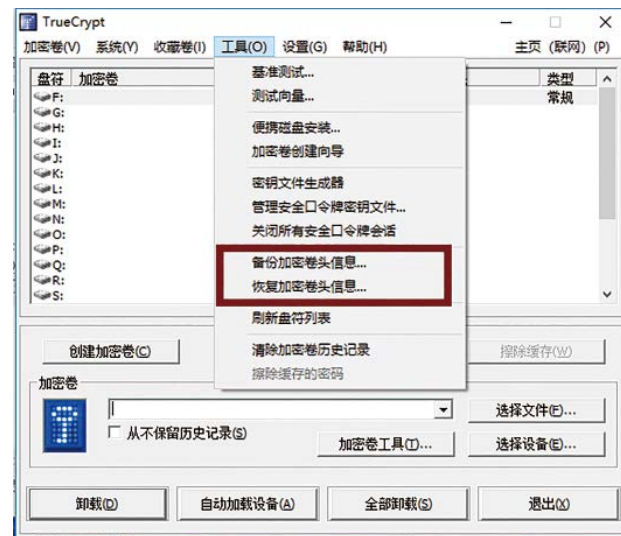 TrueCrypt
加密卷(V) 系统(Y) 收藏卷(I) 工具(O) 设置(G) 帮助(H) 主页 (联网) (P)
盘符 加密卷 类型
F: 常规
G:
H:
I:
J:
K:
L:
M:
N:
O:
P:
Q:
R:
S:
基准测试...
测试向量...
便携磁盘安装...
加密卷创建向导
密钥文件生成器
管理安全口令牌密钥文件...
关闭所有安全口令牌会话
备份加密卷头信息...
恢复加密卷头信息...
刷新盘符列表
清除加密卷历史记录
擦除缓存的密码
创建加密卷(C) 擦除缓存(W)
加密卷
选择文件(F)...
从不保留历史记录(S) 加密卷工具(T)... 选择设备(E)...
卸载(D) 自动加载设备(A) 全部卸载(S) 退出(X)